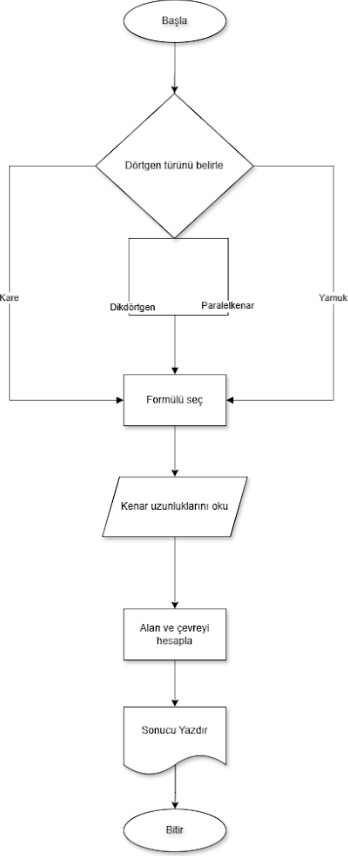 Başla
Dörtgen türünü belirle
Kare
Dikdörtgen
Paralelkenar
Yamuk
Formülü seç
Kenar uzunluklarını oku
Alan ve çevreyi
hesapla
Sonucu Yazdır
Bitir